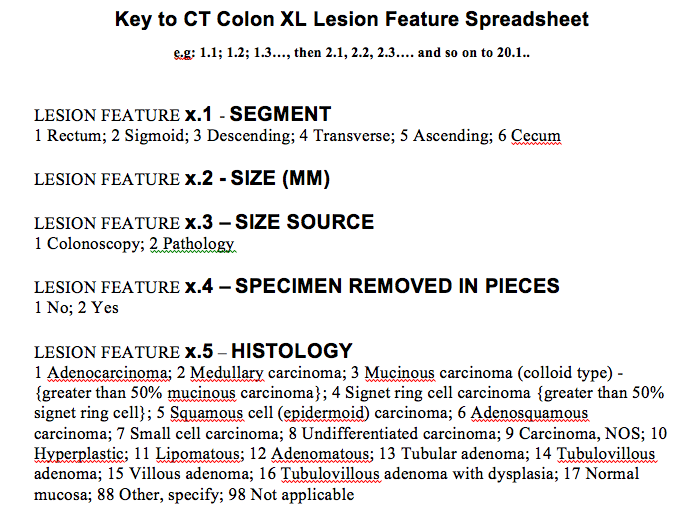 Key to CT Colon XL Lesion Feature Spreadsheet
e.g: 1.1; 1.2; 1.3…, then 2.1, 2.2, 2.3…. and so on to 20.1..
LESION FEATURE x.1 - SEGMENT
1 Rectum; 2 Sigmoid; 3 Descending; 4 Transverse; 5 Ascending; 6 Cecum
LESION FEATURE x.2 - SIZE (MM)
LESION FEATURE x.3 – SIZE SOURCE
1 Colonoscopy; 2 Pathology
LESION FEATURE x.4 – SPECIMEN REMOVED IN PIECES
1 No; 2 Yes
LESION FEATURE x.5 – HISTOLOGY
1 Adenocarcinoma; 2 Medullary carcinoma; 3 Mucinous carcinoma (colloid type) -
{greater than 50% mucinous carcinoma}; 4 Signet ring cell carcinoma {greater than 50%
signet ring cell}; 5 Squamous cell (epidermoid) carcinoma; 6 Adenosquamous
carcinoma; 7 Small cell carcinoma; 8 Undifferentiated carcinoma; 9 Carcinoma, NOS; 10
Hyperplastic; 11 Lipomatous; 12 Adenomatous; 13 Tubular adenoma; 14 Tubulovillous
adenoma; 15 Villous adenoma; 16 Tubulovillous adenoma with dysplasia; 17 Normal
mucosa; 88 Other, specify; 98 Not applicable